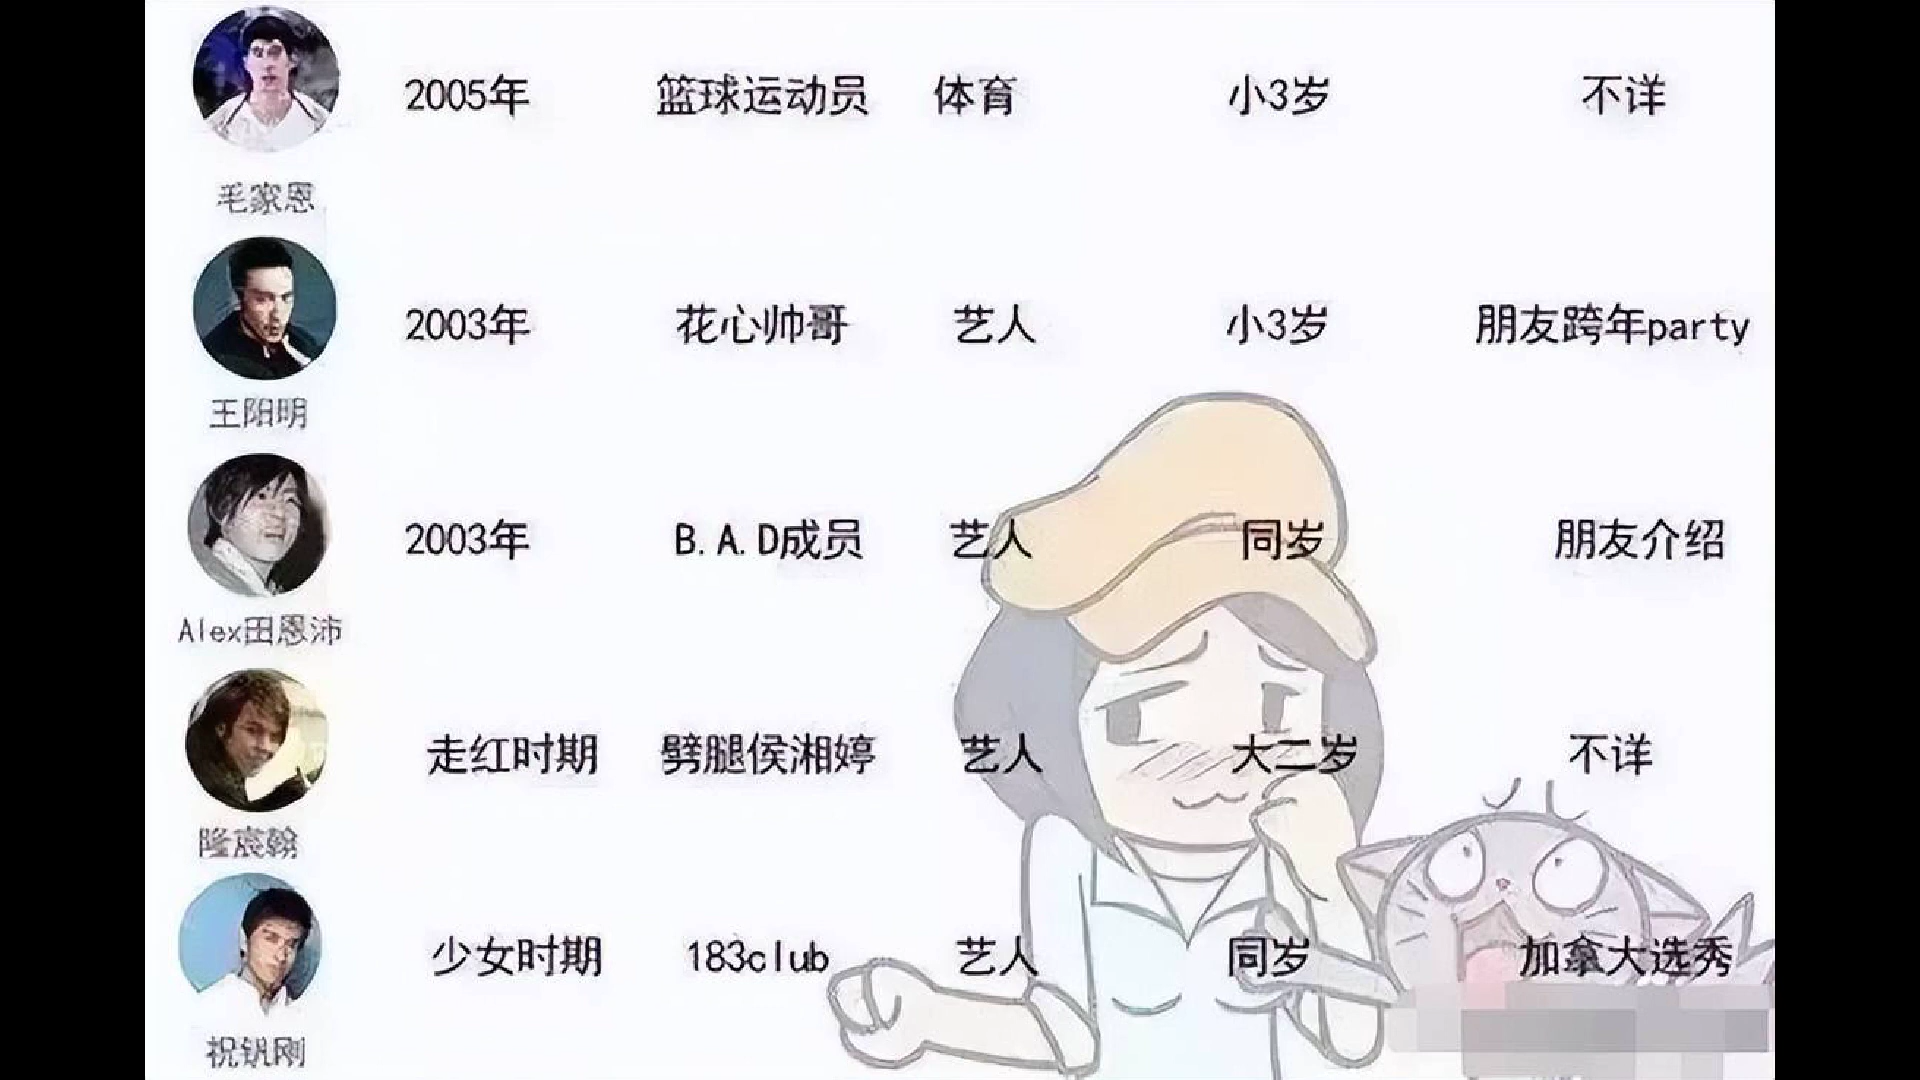 2005年 篮球运动员 体育 小3岁 不详
毛家恩
2003年 花心帅哥 艺人 小3岁 朋友跨年party
王阳明
2003年 B.A.D成员 艺人 同岁 朋友介绍
Alex田恩沛
走红时期 劈腿侯湘婷 艺人 大二岁 不详
隆宸翰
少女时期 183club 艺人 同岁 加拿大选秀
祝钒刚